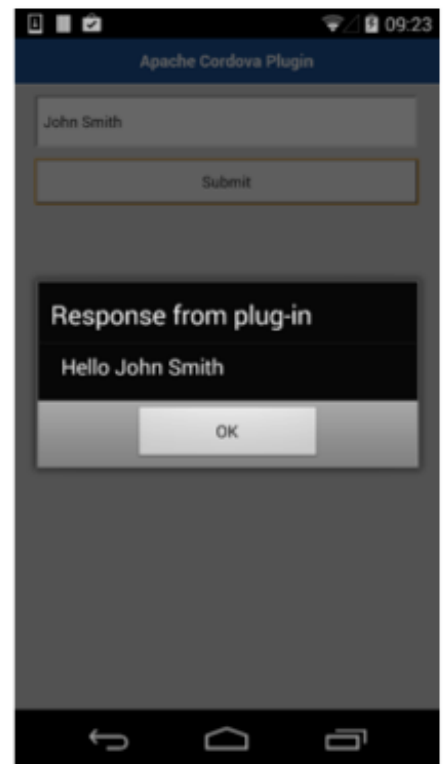 09:23
Apache Cordova Plugin
John Smith
Submit
Response from plug-in
Hello John Smith
OK